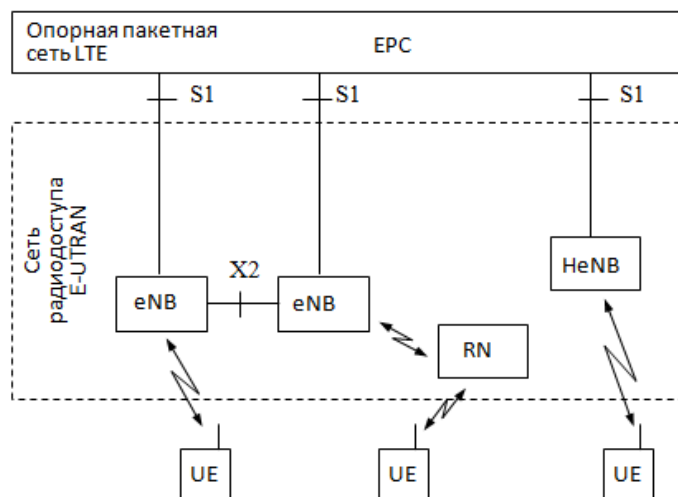 Опорная пакетная
сеть LTE
EPC
S1
S1
S1
Сеть
радиодоступа
E-UTRAN
X2
eNB
eNB
HeNB
RN
UE
UE
UE